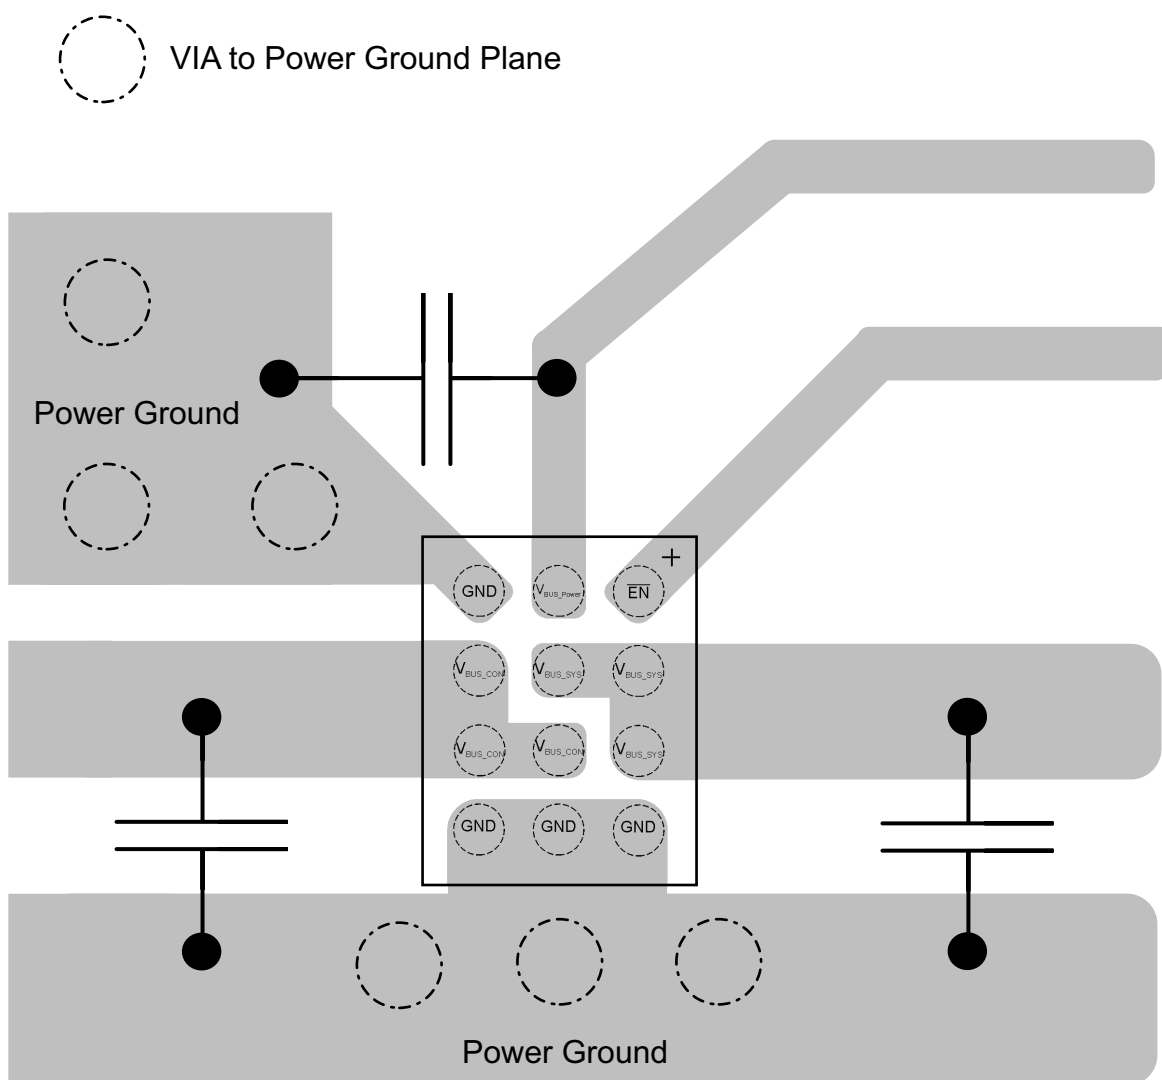 VIA to Power Ground Plane
Power Ground
GND VBUS_Power EN
+
VBUS_CON VBUS_SYS VBUS_SYS
VBUS_CON VBUS_CON VBUS_SYS
GND GND GND
Power Ground